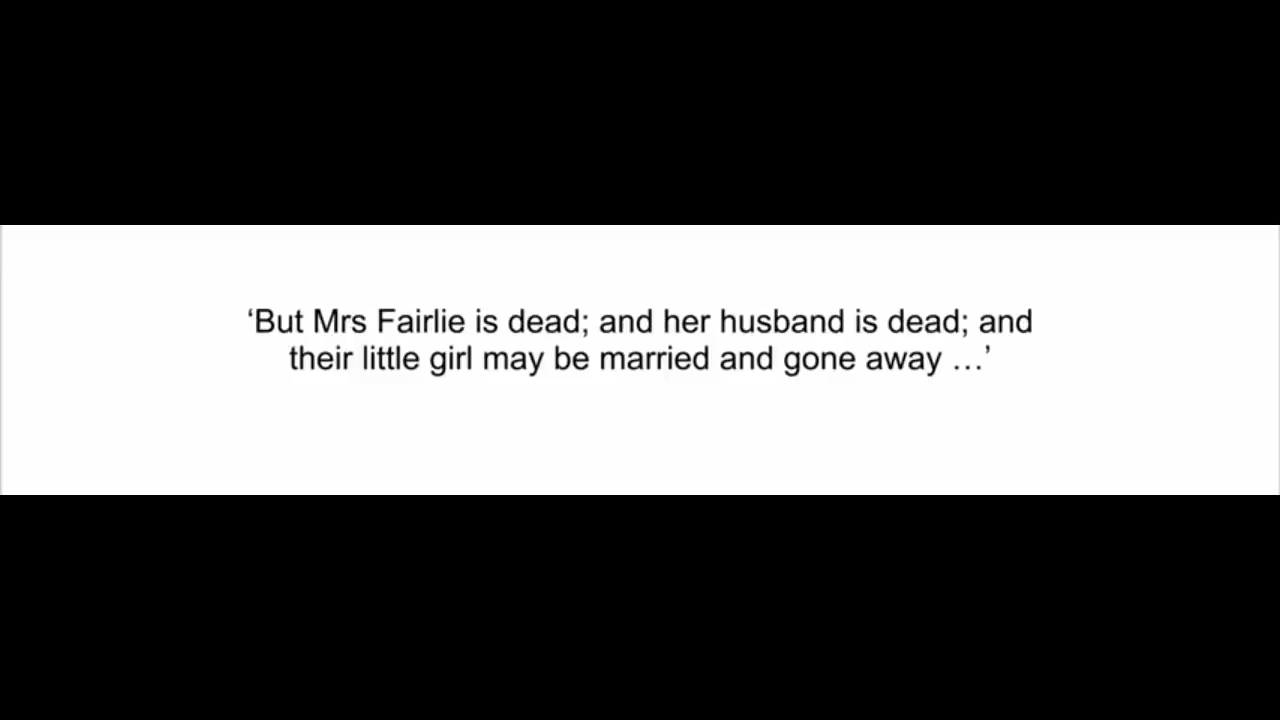 ‘But Mrs Fairlie is dead; and her husband is dead; and
their little girl may be married and gone away …’